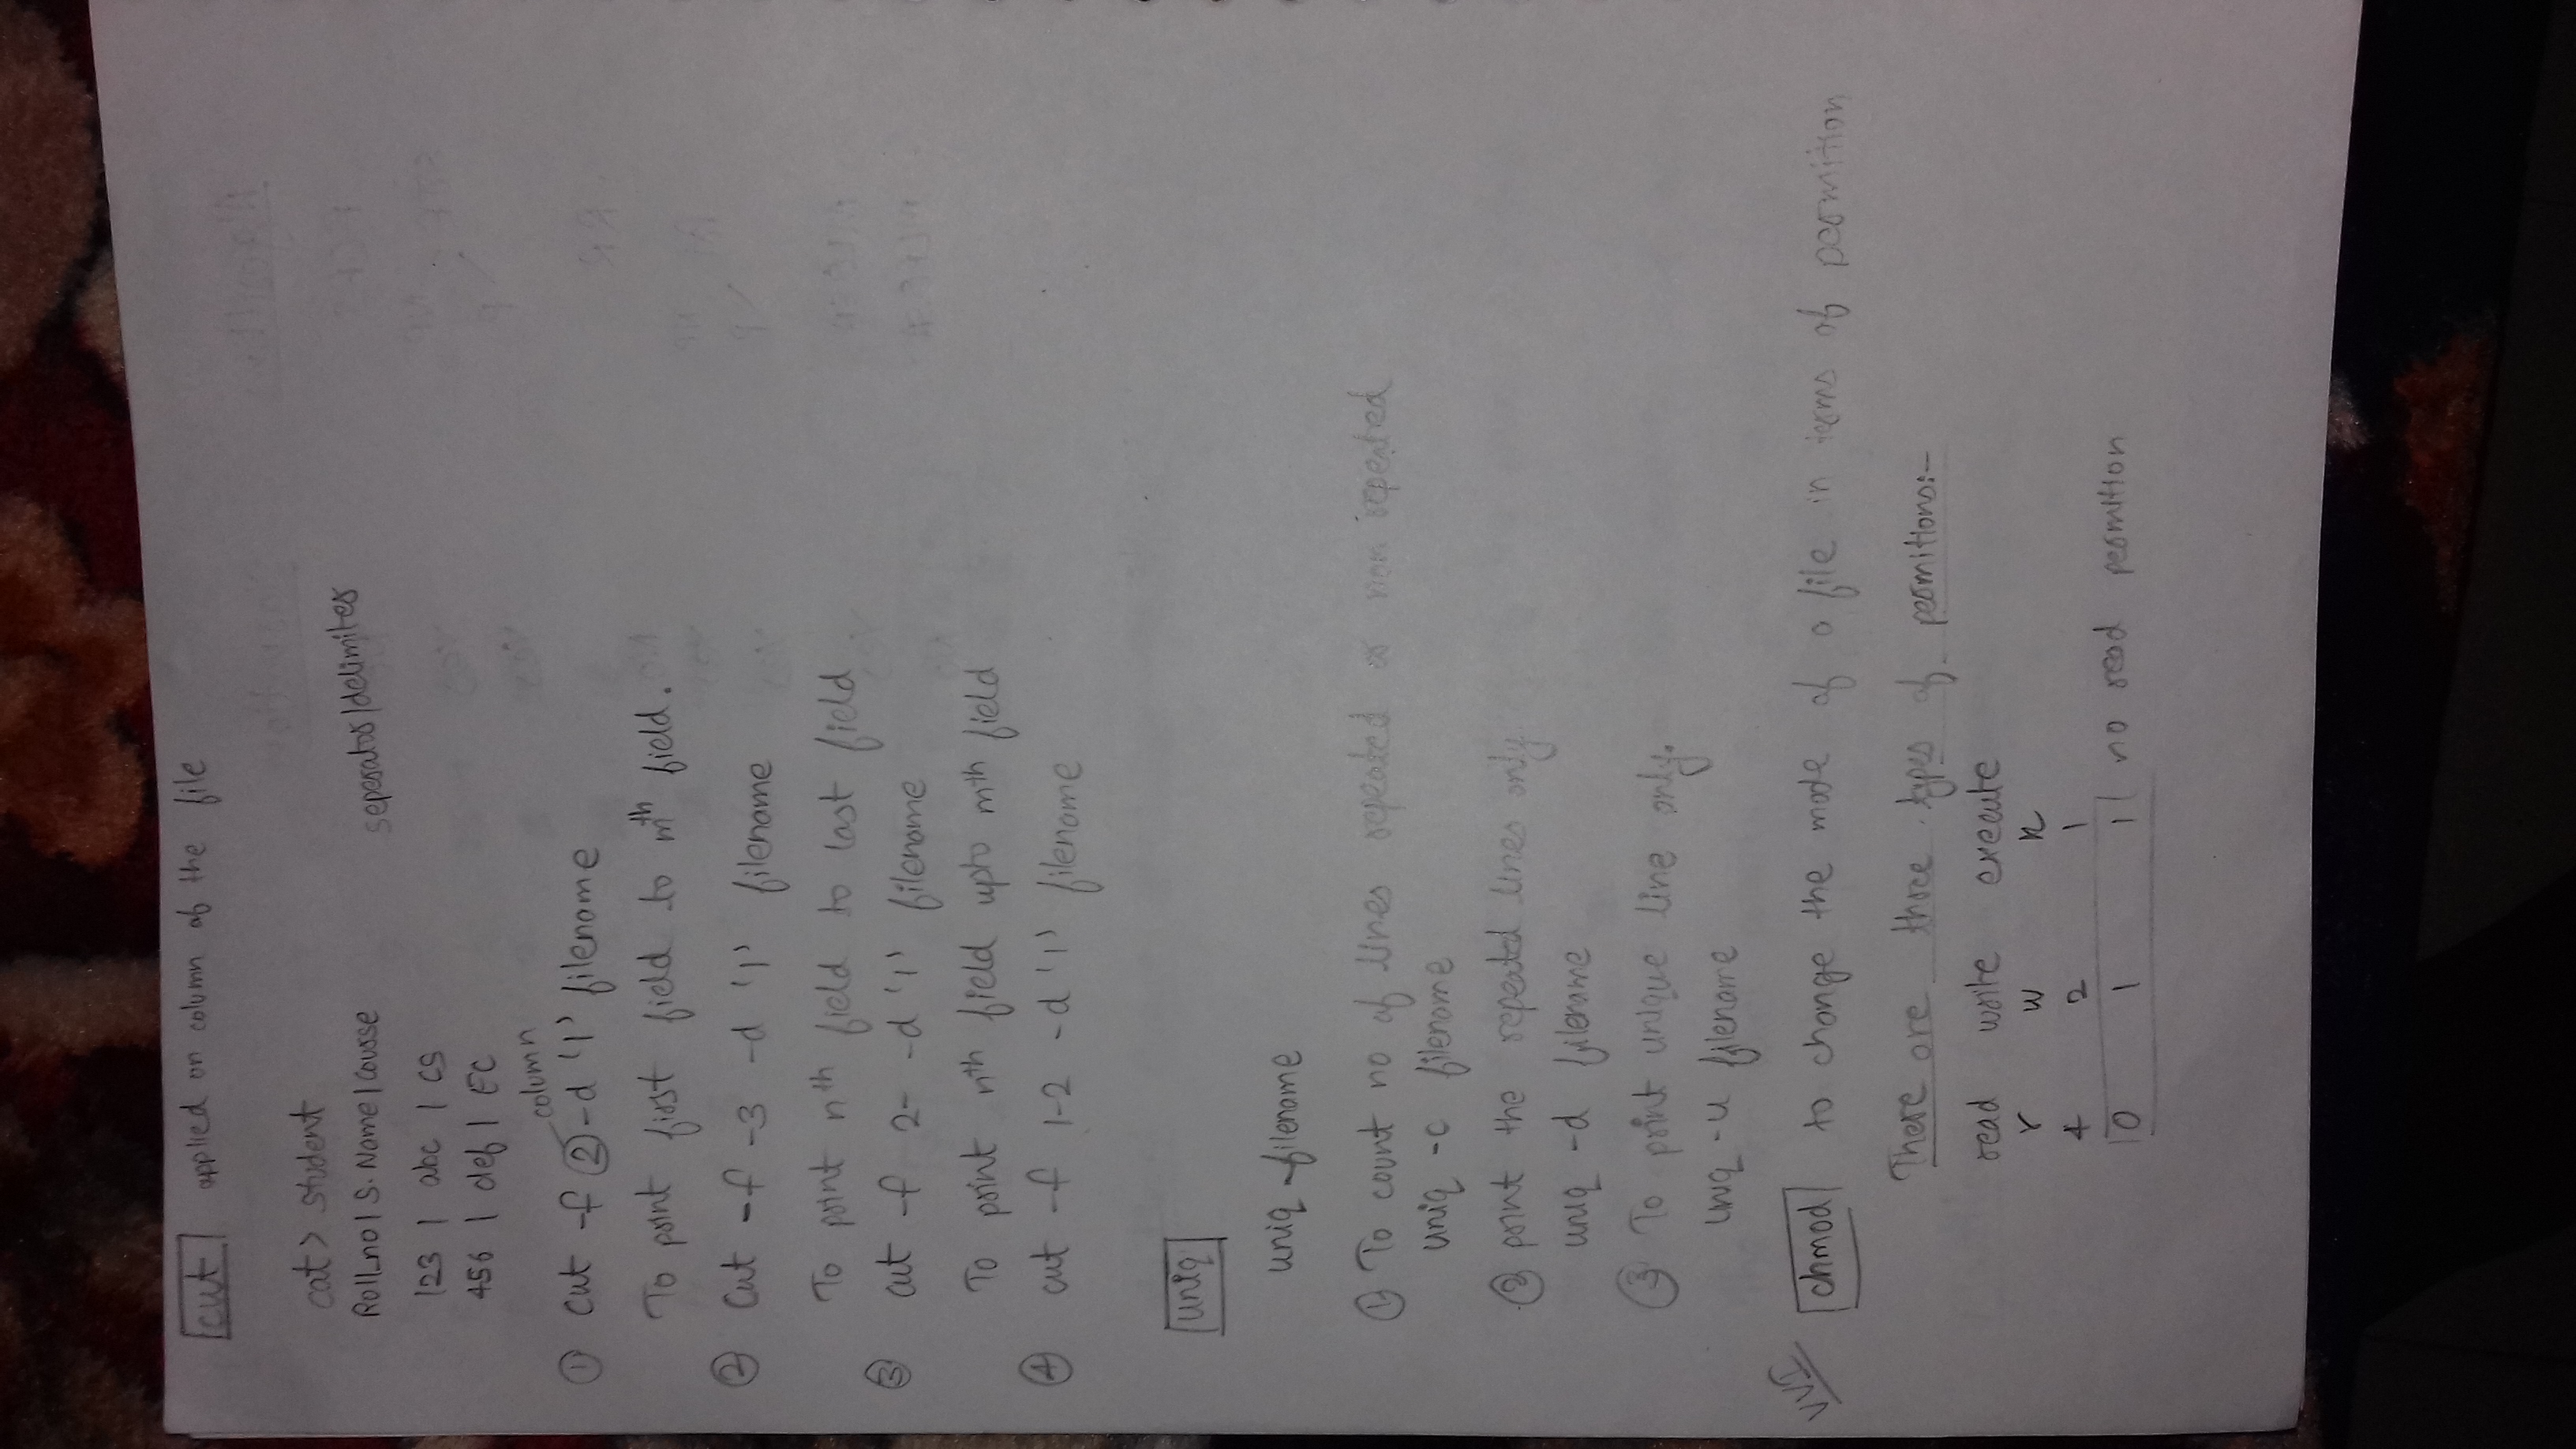 cut applied on column of the file
cat > student
Roll_no | S. Name | Course
seperator/delimiter
123 | abc | CS
456 | def | EC
column
① cut -f ② -d '|' filename
To print first field to mth field.
② Cut -f -3 -d '|' filename
To print nth field to last field
③ cut -f 2- -d '|' filename
To print nth field upto mth field
④ cut -f 1-2 -d '|' filename
uniq
uniq filename
① To count no of lines repeated or non repeated
uniq -c filename
② print the repeated lines only
uniq -d filename
③ To print unique line only.
uniq -u filename
VVI chmod to change the mode of a file in terms of permition
There are three types of permitions:-
read write execute
r w x
4 2 1
0 1 1 no read permition